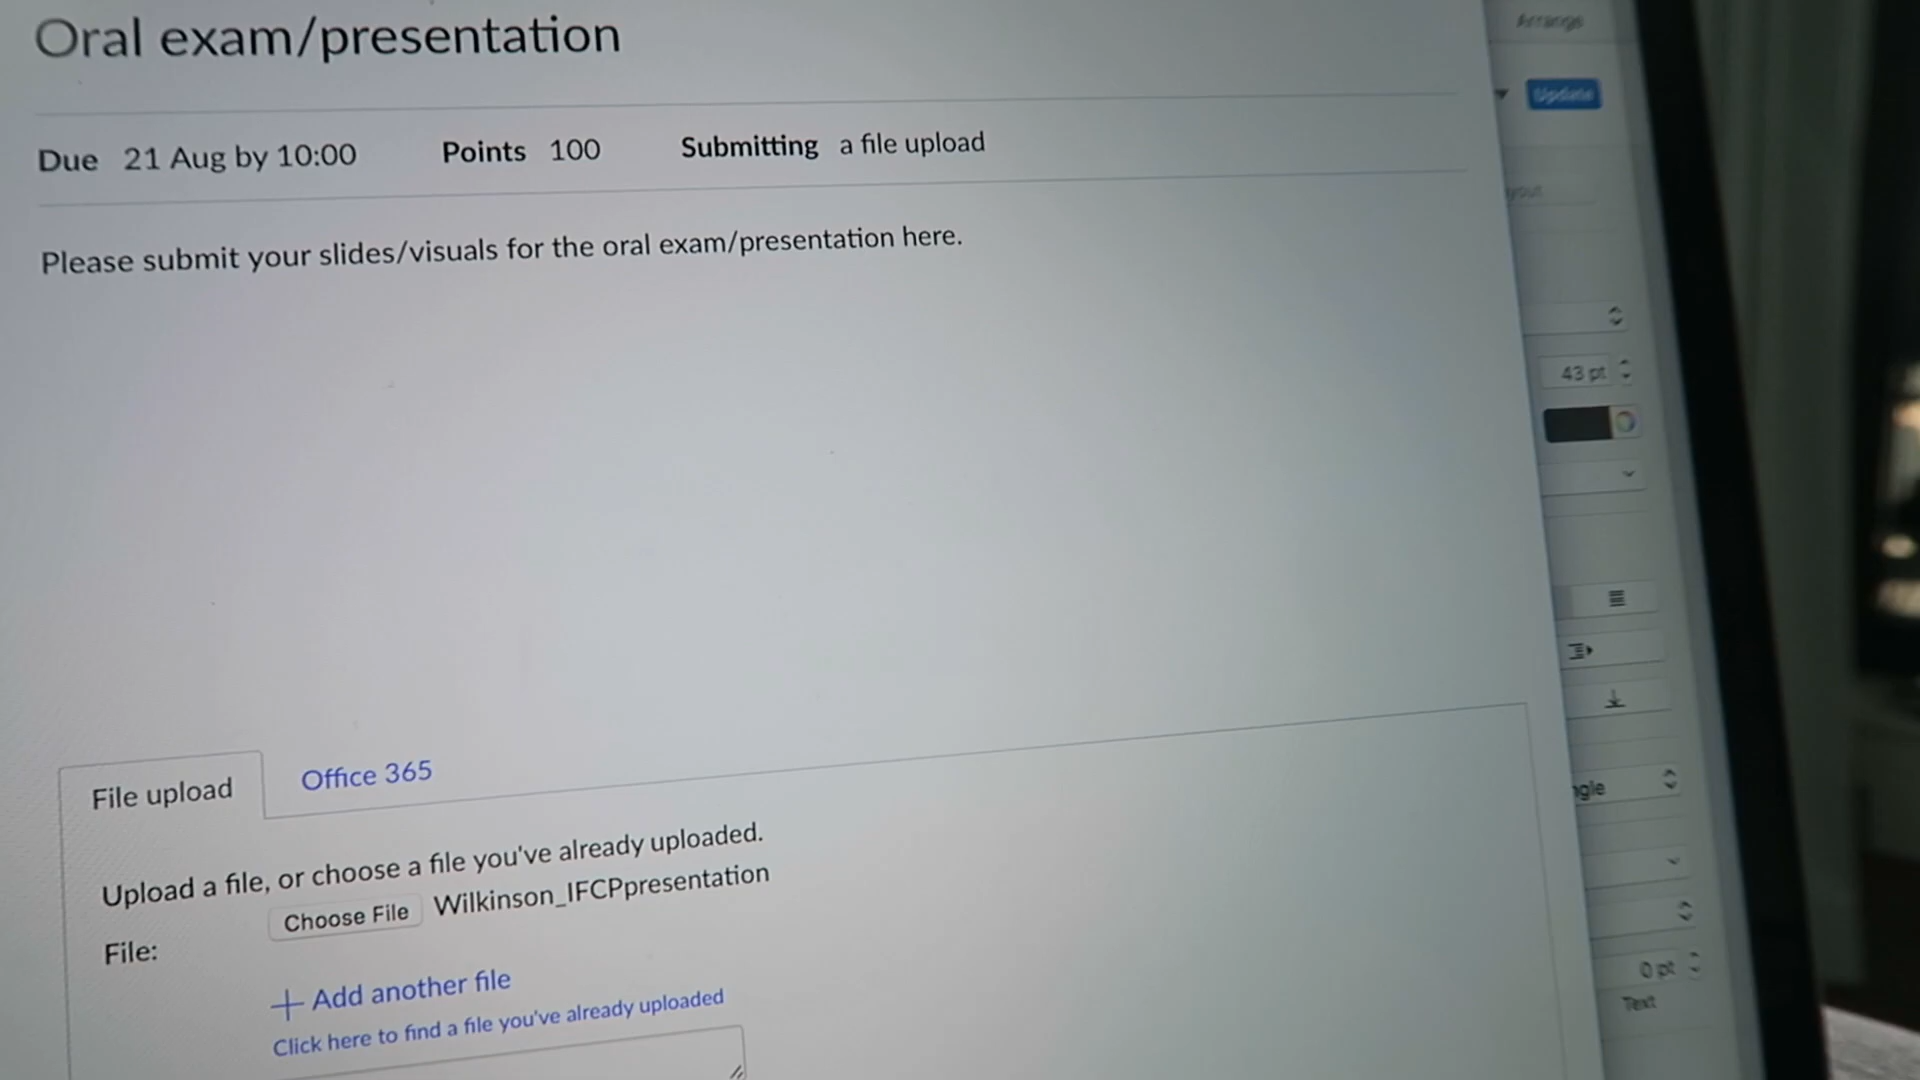 Oral exam/presentation
Arrange
Update
Due 21 Aug by 10:00 Points 100 Submitting a file upload
Please submit your slides/visuals for the oral exam/presentation here.
43 pt
File upload Office 365
Upload a file, or choose a file you've already uploaded.
File: Choose File Wilkinson_IFCPpresentation
Add another file
Click here to find a file you've already uploaded
0 pt
Text